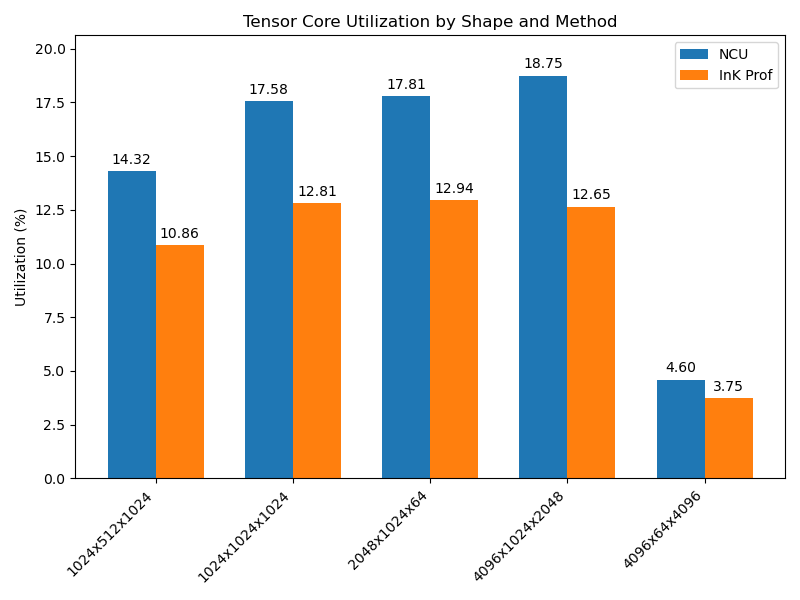 Tensor Core Utilization by Shape and Method
NCU
InK Prof
Utilization (%)
20.0
17.5
15.0
12.5
10.0
7.5
5.0
2.5
0.0
14.32
17.58
17.81
18.75
4.60
10.86
12.81
12.94
12.65
3.75
1024x512x1024
1024x1024x1024
2048x1024x64
4096x1024x2048
4096x64x4096